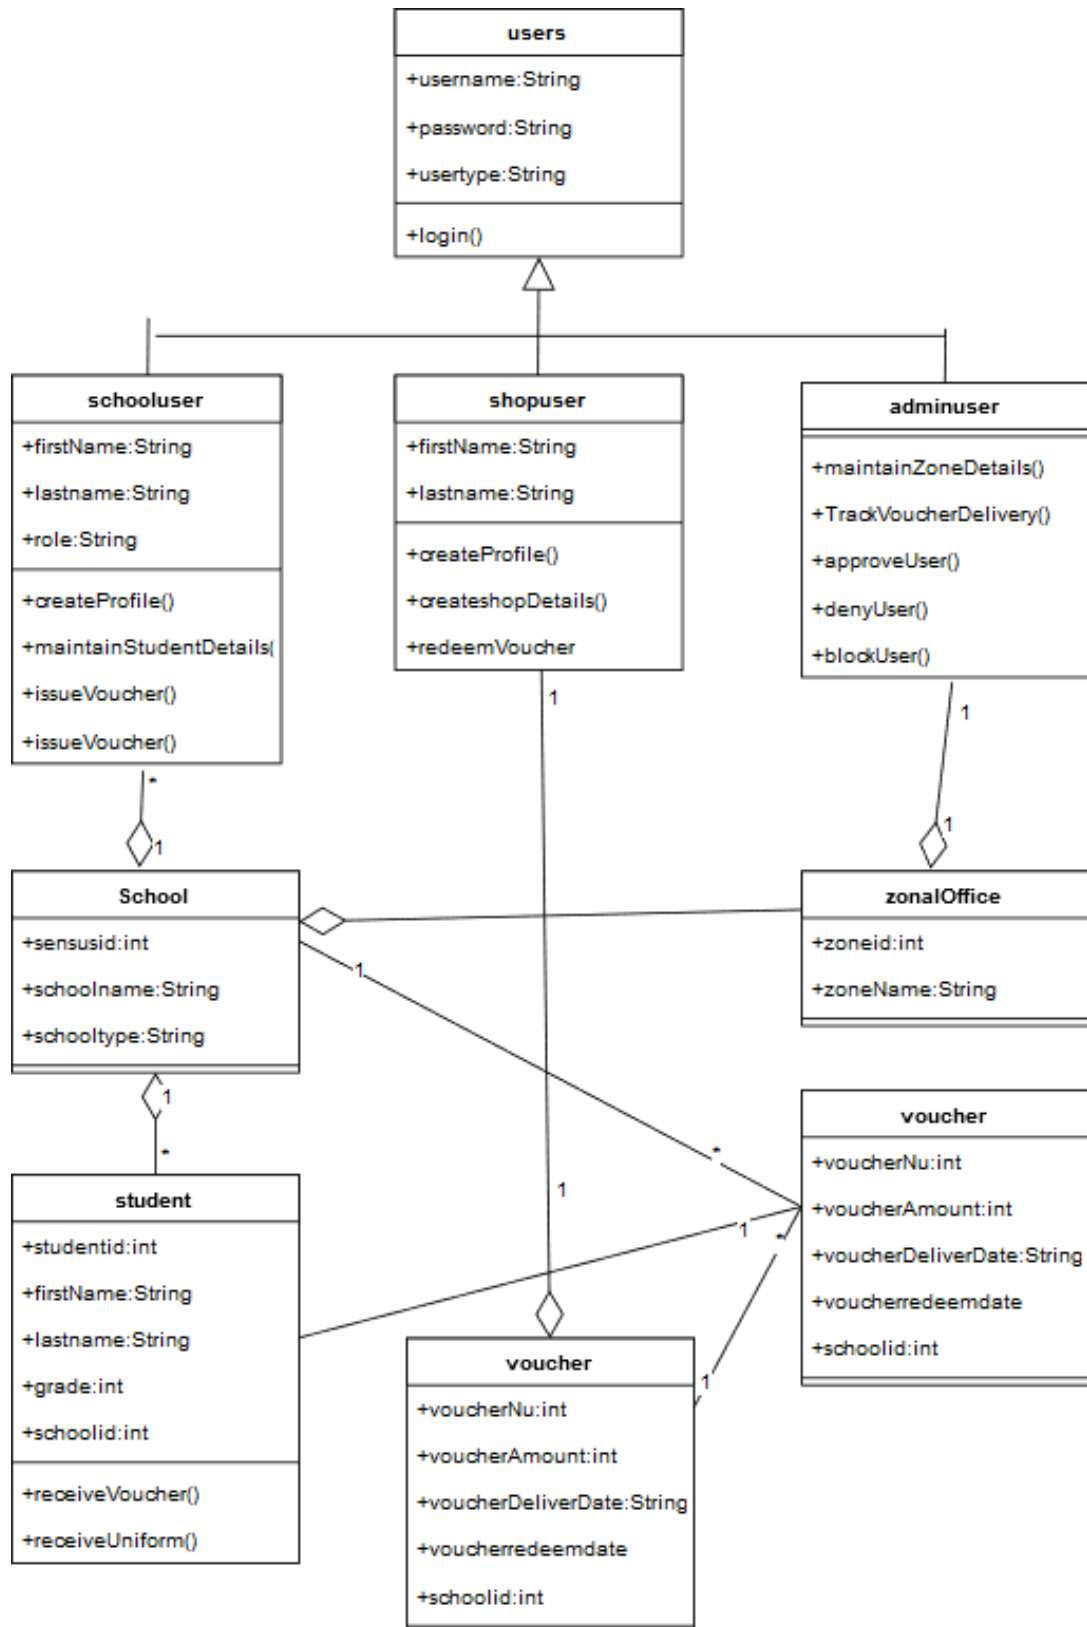 users
+username:String
+password:String
+usertype:String
+login()
schooluser
+firstName:String
+lastname:String
+role:String
+createProfile()
+maintainStudentDetails(
+issueVoucher()
+issueVoucher()
*
1
shopuser
+firstName:String
+lastname:String
+createProfile()
+createshopDetails()
+redeemVoucher
1
1
adminuser
+maintainZoneDetails()
+TrackVoucherDelivery()
+approveUser()
+denyUser()
+blockUser()
1
1
School
+sensusid:int
+schoolname:String
+schooltype:String
1
*
1
*
zonalOffice
+zoneid:int
+zoneName:String
student
+studentid:int
+firstName:String
+lastname:String
+grade:int
+schoolid:int
+receiveVoucher()
+receiveUniform()
1
*
1
voucher
+voucherNu:int
+voucherAmount:int
+voucherDeliverDate:String
+voucherredeemdate
+schoolid:int
voucher
+voucherNu:int
+voucherAmount:int
+voucherDeliverDate:String
+voucherredeemdate
+schoolid:int